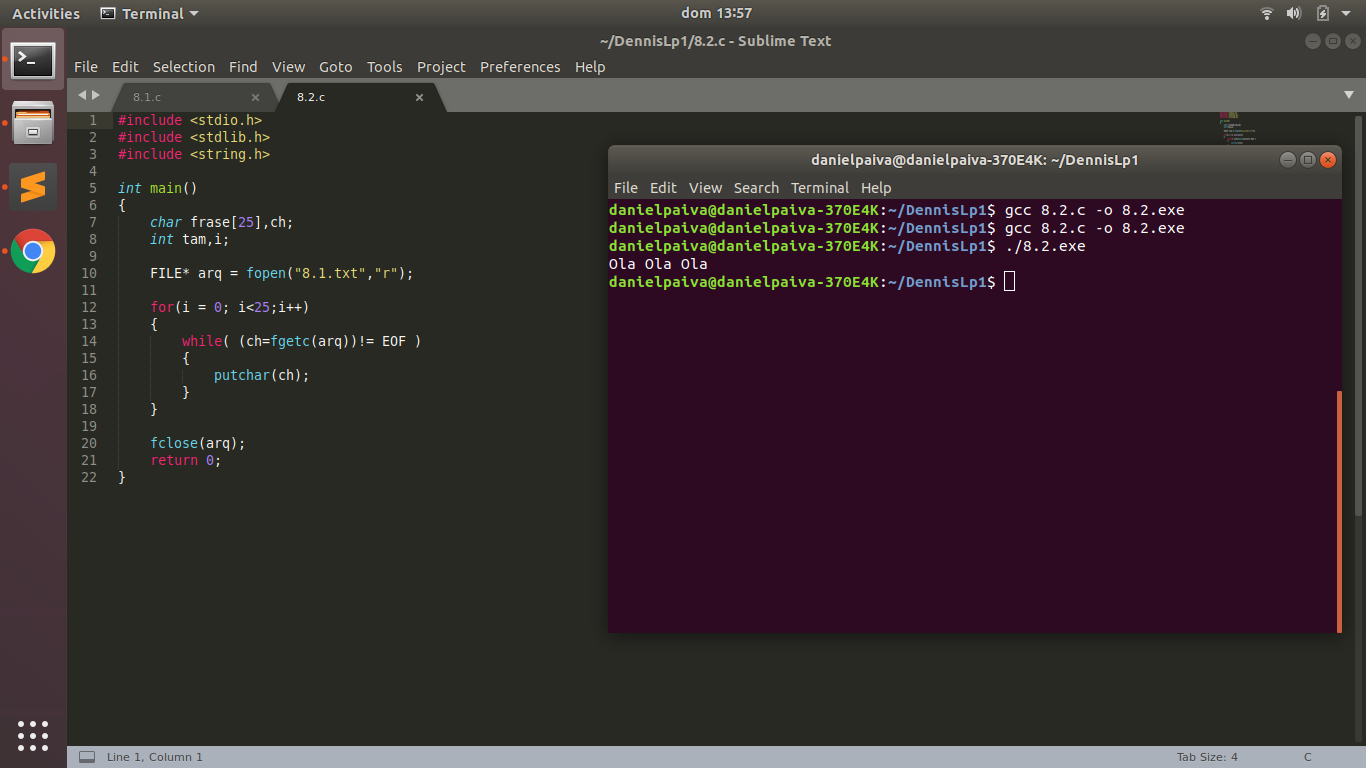 Activities Terminal dom 13:57
~/DennisLp1/8.2.c - Sublime Text
File Edit Selection Find View Goto Tools Project Preferences Help
8.1.c 8.2.c
1 #include <stdio.h>
2 #include <stdlib.h>
3 #include <string.h>
4
5 int main()
6 {
7 char frase[25],ch;
8 int tam,i;
9
10 FILE* arq = fopen("8.1.txt","r");
11
12 for(i = 0; i<25;i++)
13 {
14 while( (ch=fgetc(arq))!= EOF )
15 {
16 putchar(ch);
17 }
18 }
19
20 fclose(arq);
21 return 0;
22 }
danielpaiva@danielpaiva-370E4K: ~/DennisLp1
File Edit View Search Terminal Help
danielpaiva@danielpaiva-370E4K:~/DennisLp1$ gcc 8.2.c -o 8.2.exe
danielpaiva@danielpaiva-370E4K:~/DennisLp1$ gcc 8.2.c -o 8.2.exe
danielpaiva@danielpaiva-370E4K:~/DennisLp1$ ./8.2.exe
Ola Ola Ola
danielpaiva@danielpaiva-370E4K:~/DennisLp1$
Line 1, Column 1 Tab Size: 4 C